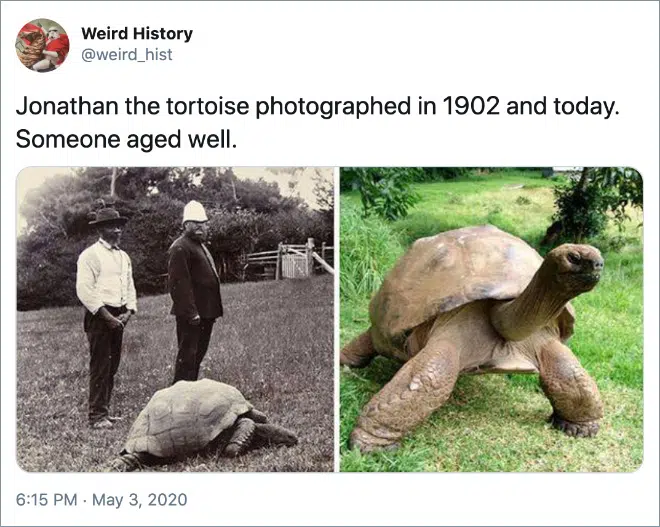 Weird History
@weird_hist
Jonathan the tortoise photographed in 1902 and today.
Someone aged well.
6:15 PM · May 3, 2020